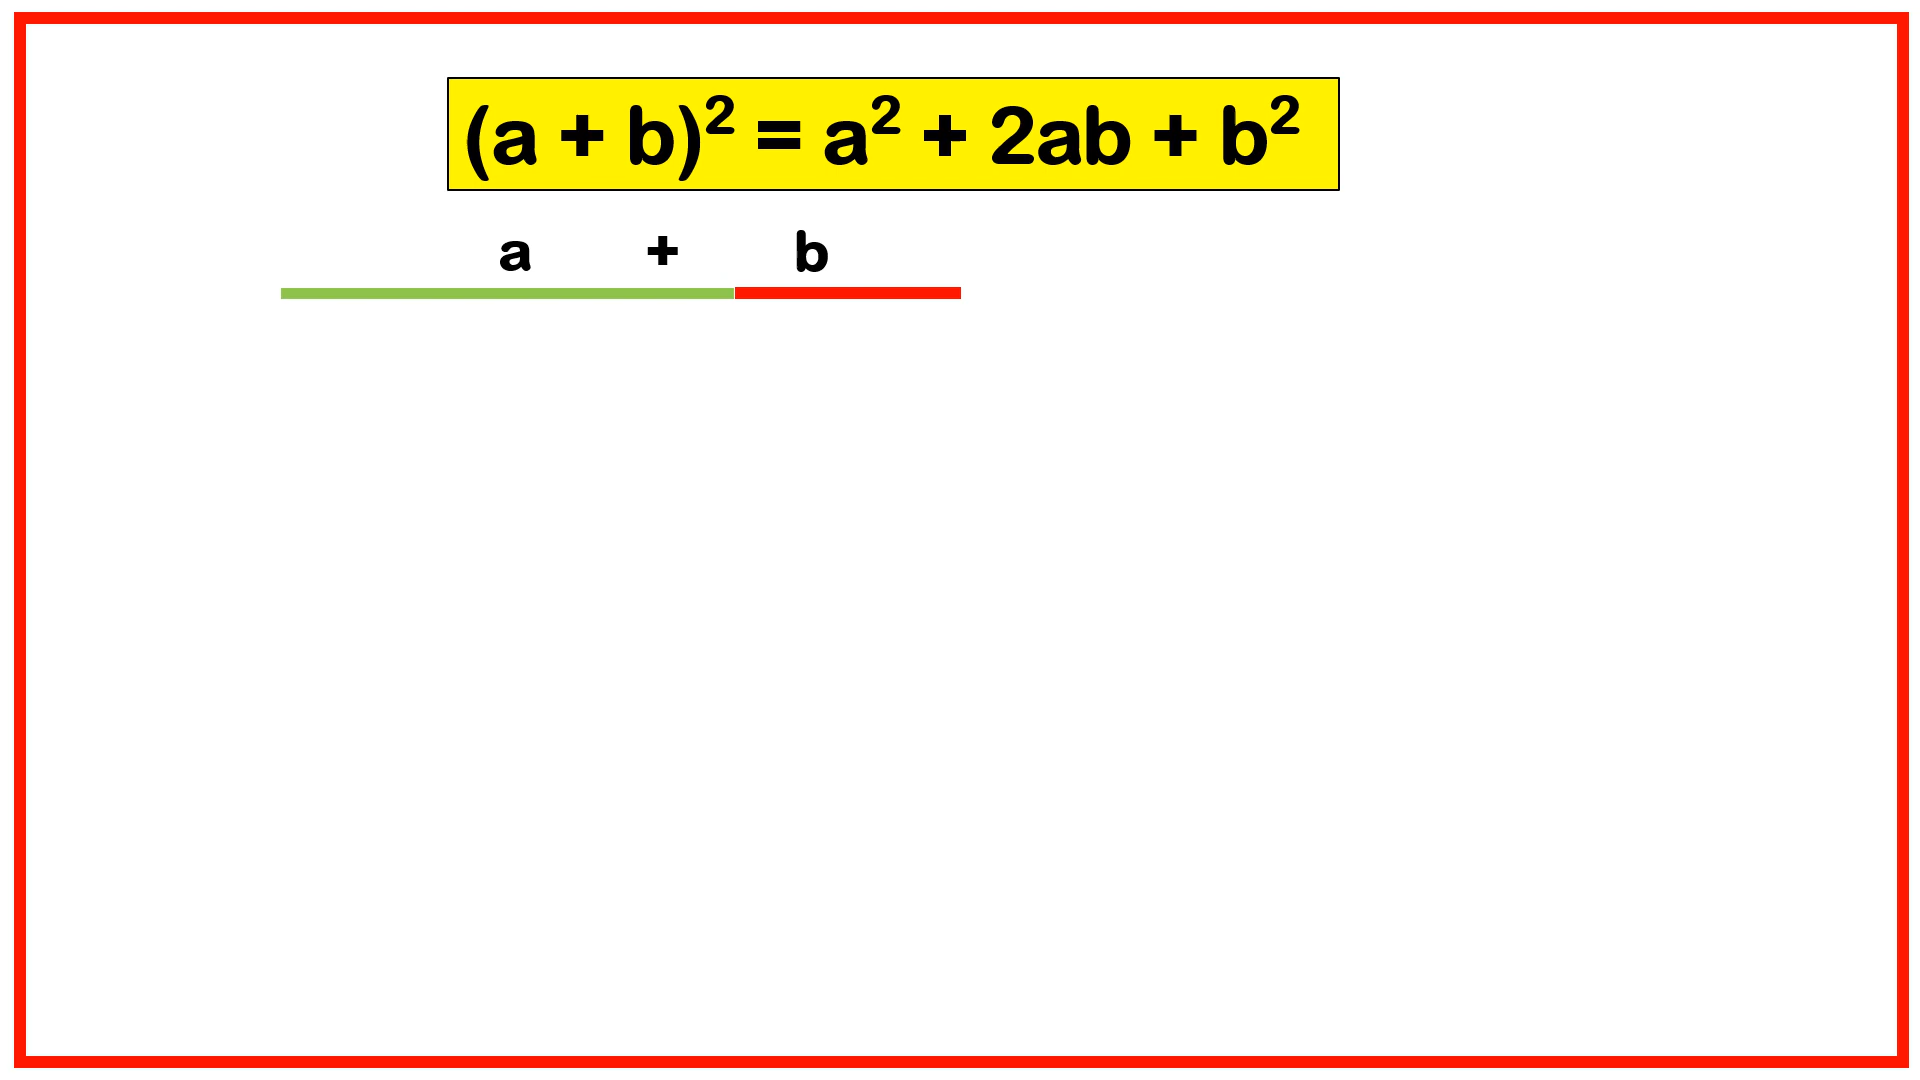 (a + b)² = a² + 2ab + b²
a + b